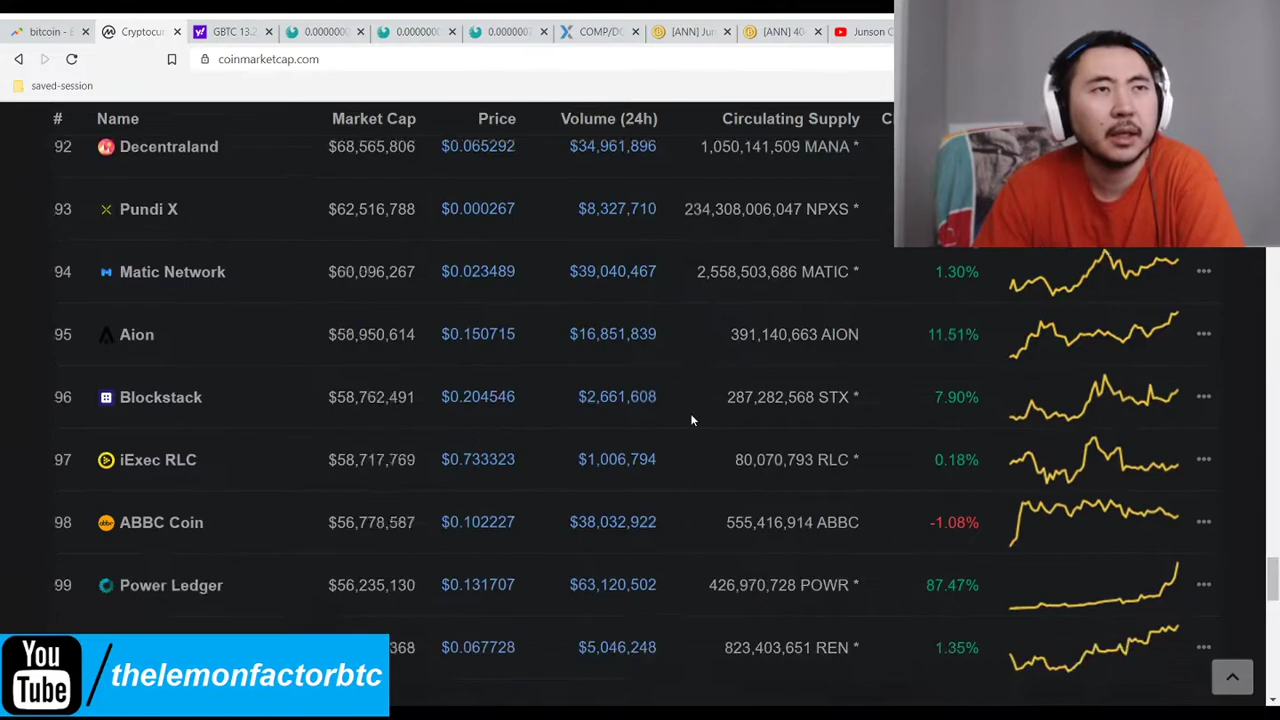 bitcoin - E
Cryptocur
GBTC 13.2
0.0000000
0.0000000
0.0000007
COMP/DO
[ANN] Jun
[ANN] 40
Junson C
coinmarketcap.com
saved-session
# Name Market Cap Price Volume (24h) Circulating Supply C
92 Decentraland $68,565,806 $0.065292 $34,961,896 1,050,141,509 MANA *
93 Pundi X $62,516,788 $0.000267 $8,327,710 234,308,006,047 NPXS *
94 Matic Network $60,096,267 $0.023489 $39,040,467 2,558,503,686 MATIC * 1.30%
95 Aion $58,950,614 $0.150715 $16,851,839 391,140,663 AION 11.51%
96 Blockstack $58,762,491 $0.204546 $2,661,608 287,282,568 STX * 7.90%
97 iExec RLC $58,717,769 $0.733323 $1,006,794 80,070,793 RLC * 0.18%
98 ABBC Coin $56,778,587 $0.102227 $38,032,922 555,416,914 ABBC -1.08%
99 Power Ledger $56,235,130 $0.131707 $63,120,502 426,970,728 POWR * 87.47%
368 $0.067728 $5,046,248 823,403,651 REN * 1.35%
You Tube /thelemonfactorbtc